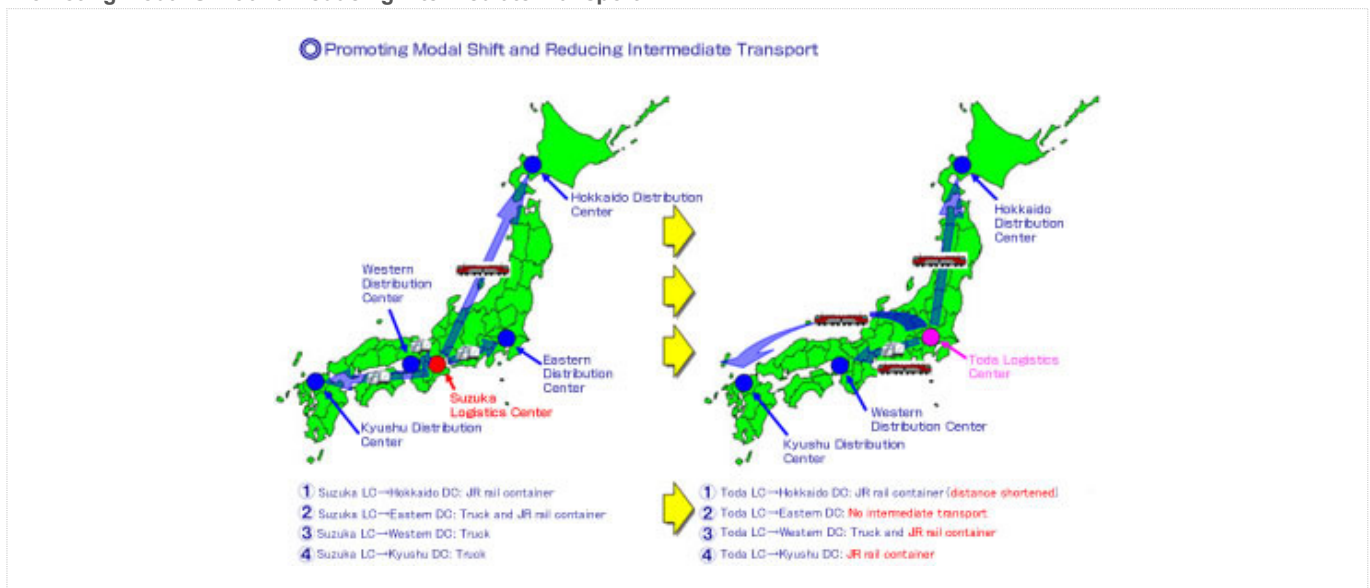 ◎Promoting Modal Shift and Reducing Intermediate Transport
Hokkaido Distribution
Center
Western
Distribution
Center
Eastern
Distribution
Center
Suzuka
Logistics Center
Kyushu Distribution
Center
① Suzuka LC→Hokkaido DC: JR rail container
② Suzuka LC→Eastern DC: Truck and JR rail container
③ Suzuka LC→Western DC: Truck
④ Suzuka LC→Kyushu DC: Truck
Hokkaido
Distribution
Center
Toda Logistics
Center
Western
Distribution Center
Kyushu Distribution
Center
① Toda LC→Hokkaido DC: JR rail container (distance shortened)
② Toda LC→Eastern DC: No intermediate transport
③ Toda LC→Western DC: Truck and JR rail container
④ Toda LC→Kyushu DC: JR rail container